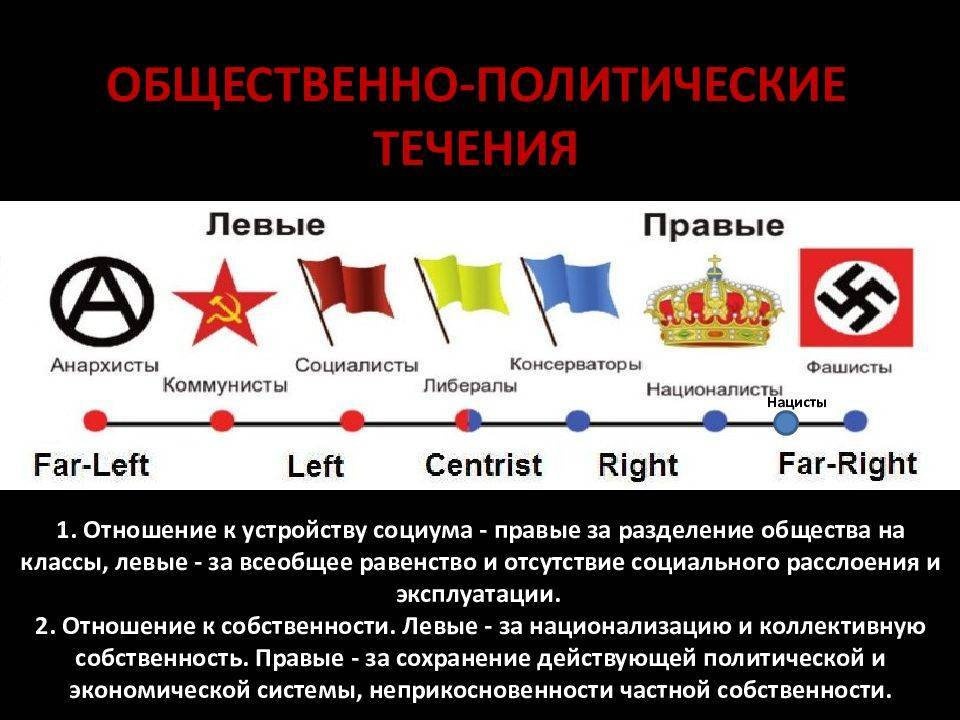 ОБЩЕСТВЕННО-ПОЛИТИЧЕСКИЕ
ТЕЧЕНИЯ
Левые
Правые
Анархисты
Коммунисты
Социалисты
Либералы
Консерваторы
Националисты
Нацисты
Фашисты
Far-Left
Left
Centrist
Right
Far-Right
1. Отношение к устройству социума - правые за разделение общества на
классы, левые - за всеобщее равенство и отсутствие социального расслоения и
эксплуатации.
2. Отношение к собственности. Левые - за национализацию и коллективную
собственность. Правые - за сохранение действующей политической и
экономической системы, неприкосновенности частной собственности.